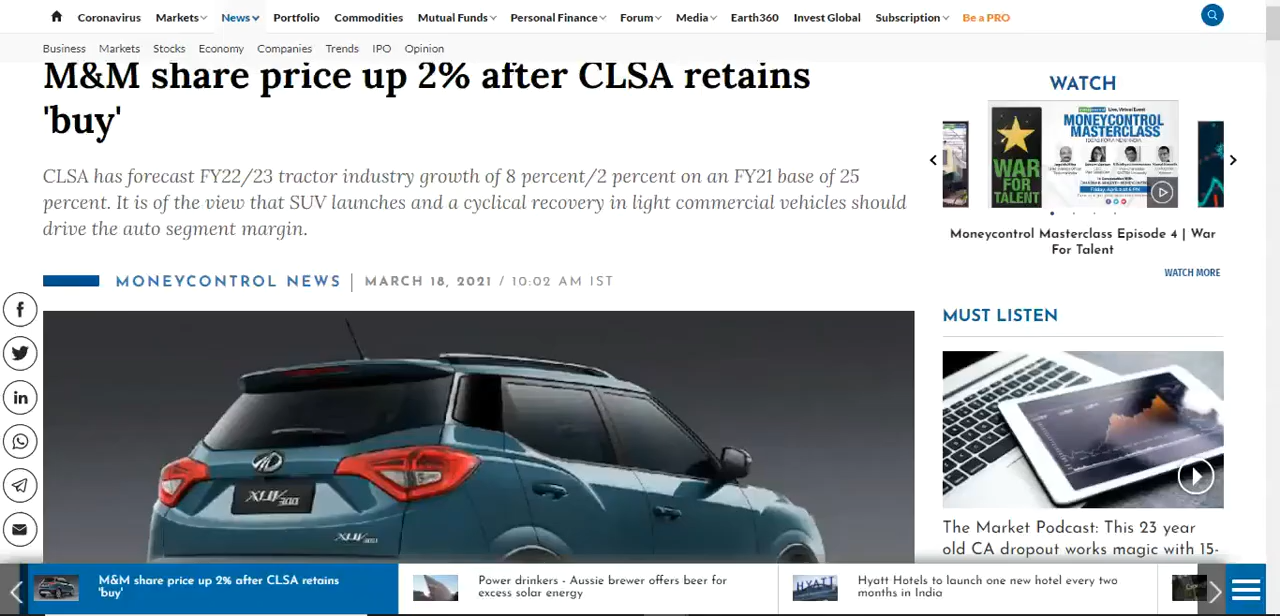 Coronavirus Markets News Portfolio Commodities Mutual Funds Personal Finance Forum Media Earth360 Invest Global Subscription Be a PRO
Business Markets Stocks Economy Companies Trends IPO Opinion
M&M share price up 2% after CLSA retains
'buy'
CLSA has forecast FY22/23 tractor industry growth of 8 percent/2 percent on an FY21 base of 25
percent. It is of the view that SUV launches and a cyclical recovery in light commercial vehicles should
drive the auto segment margin.
MONEYCONTROL NEWS | MARCH 18, 2021 / 10:02 AM IST
XUV300
XUV300
WATCH
Live, Virtual Event
MONEYCONTROL
MASTERCLASS
WAR
FOR
TALENT
Moneycontrol Masterclass Episode 4 | War
For Talent
WATCH MORE
MUST LISTEN
The Market Podcast: This 23 year
old CA dropout works magic with 15-
M&M share price up 2% after CLSA retains
'buy'
Power drinkers - Aussie brewer offers beer for
excess solar energy
HYATT
Hyatt Hotels to launch one new hotel every two
months in India